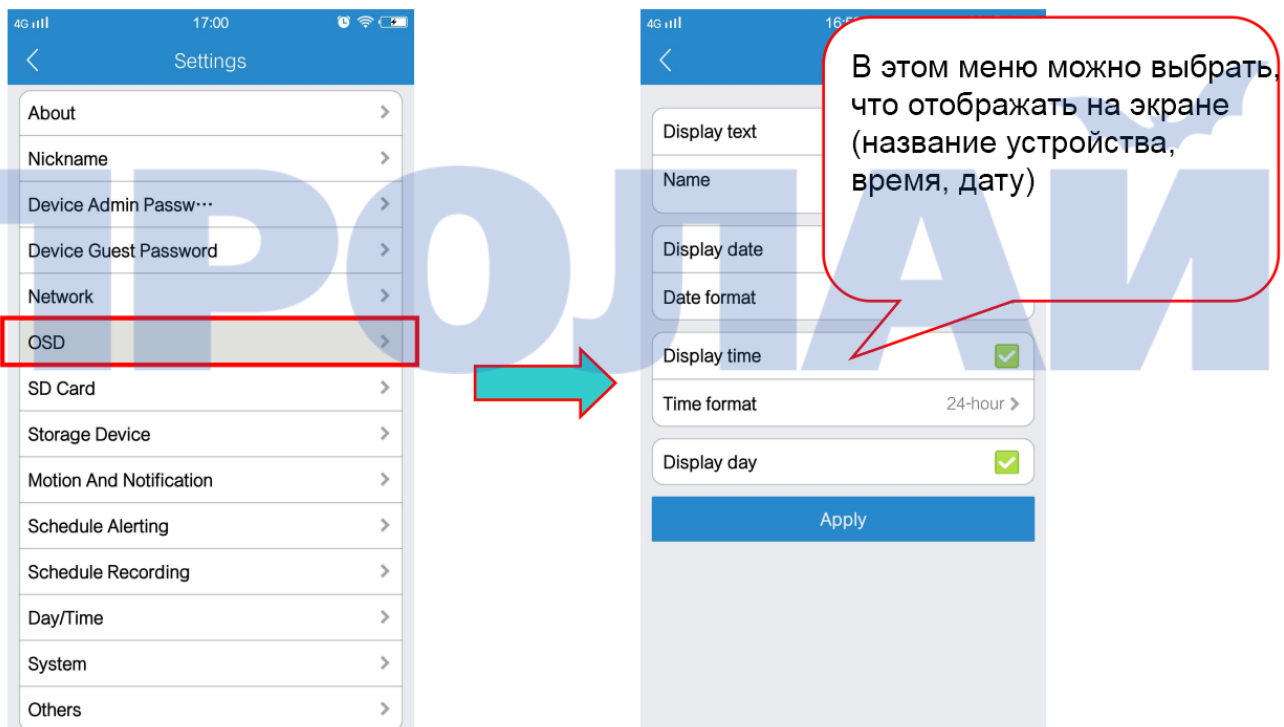 4G
17:00
Settings
About
Nickname
Device Admin Passw···
Device Guest Password
Network
OSD
SD Card
Storage Device
Motion And Notification
Schedule Alerting
Schedule Recording
Day/Time
System
Others
4G
Display text
Name
Display date
Date format
Display time
Time format 24-hour
Display day
Apply
В этом меню можно выбрать,
что отображать на экране
(название устройства,
время, дату)
ПРОЛАЙ